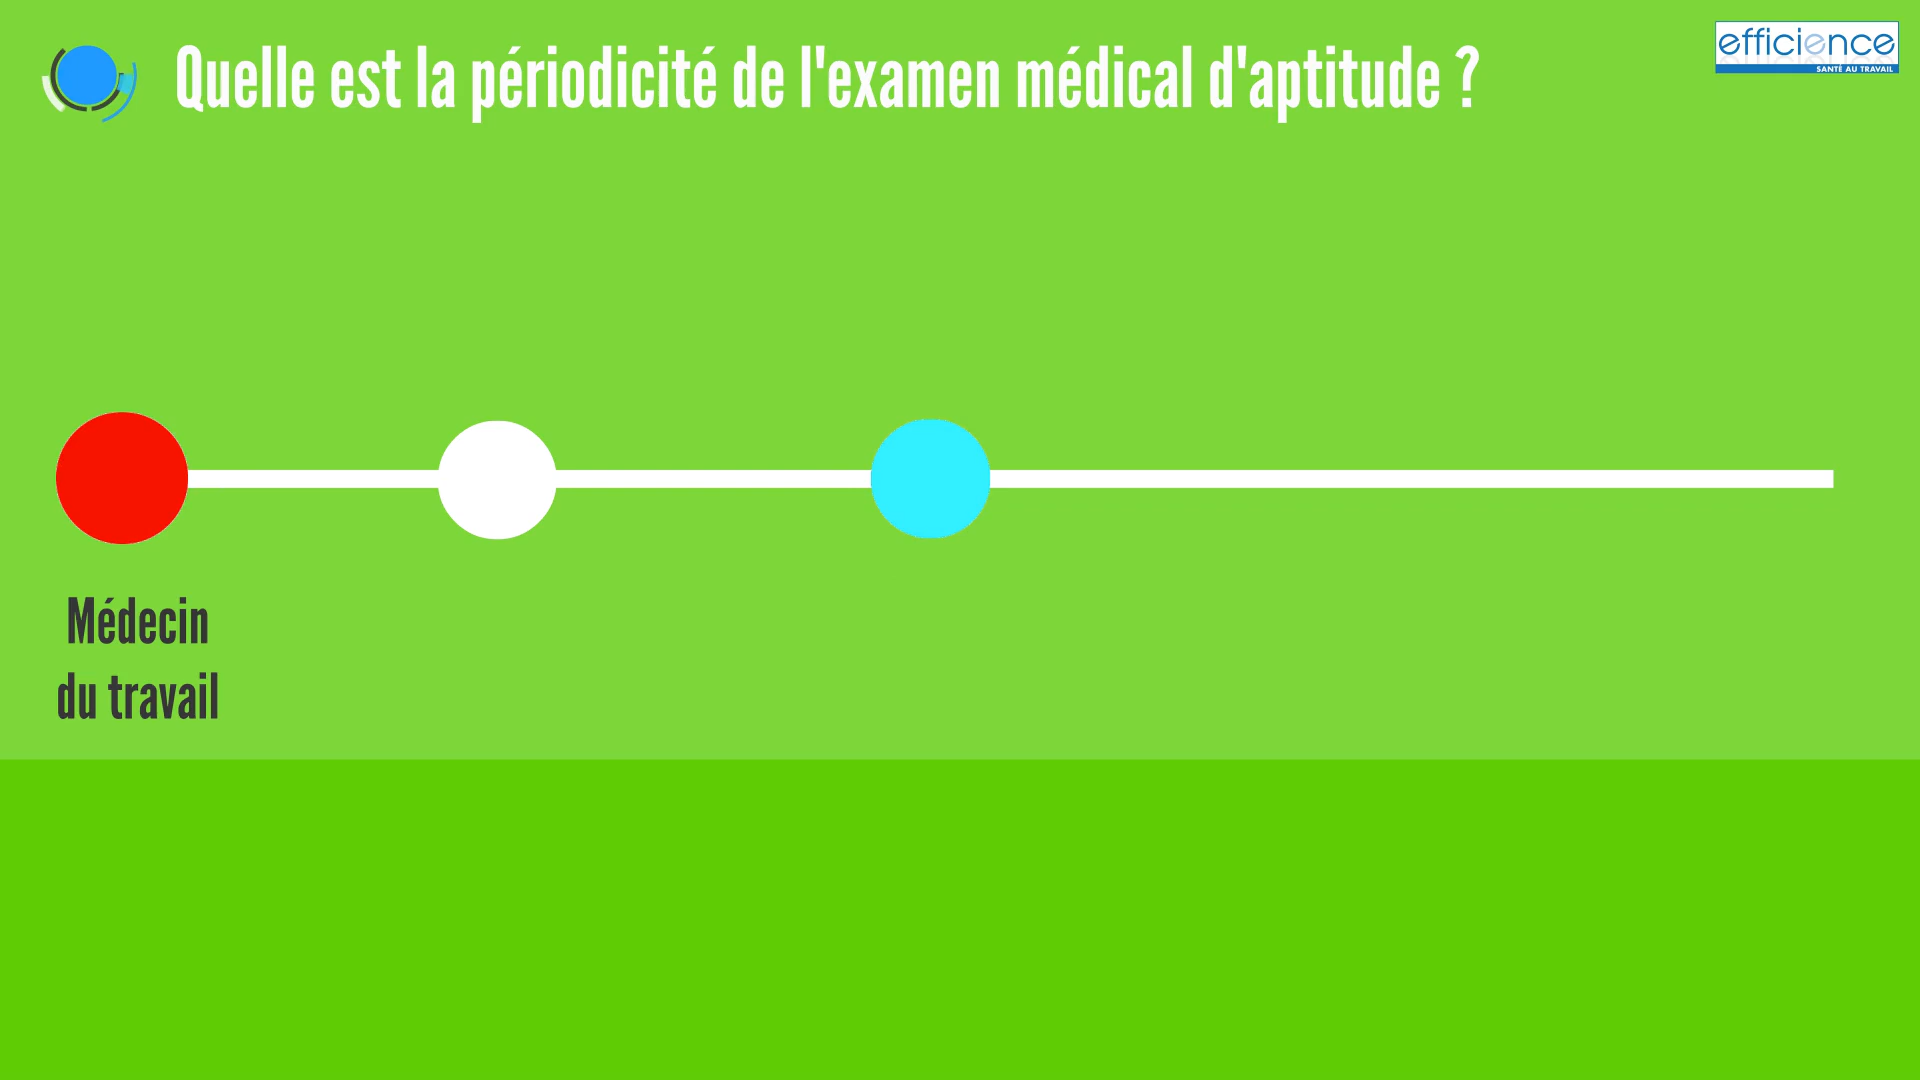 Quelle est la périodicité de l'examen médical d'aptitude ?
efficience
SANTÉ AU TRAVAIL
Médecin
du travail